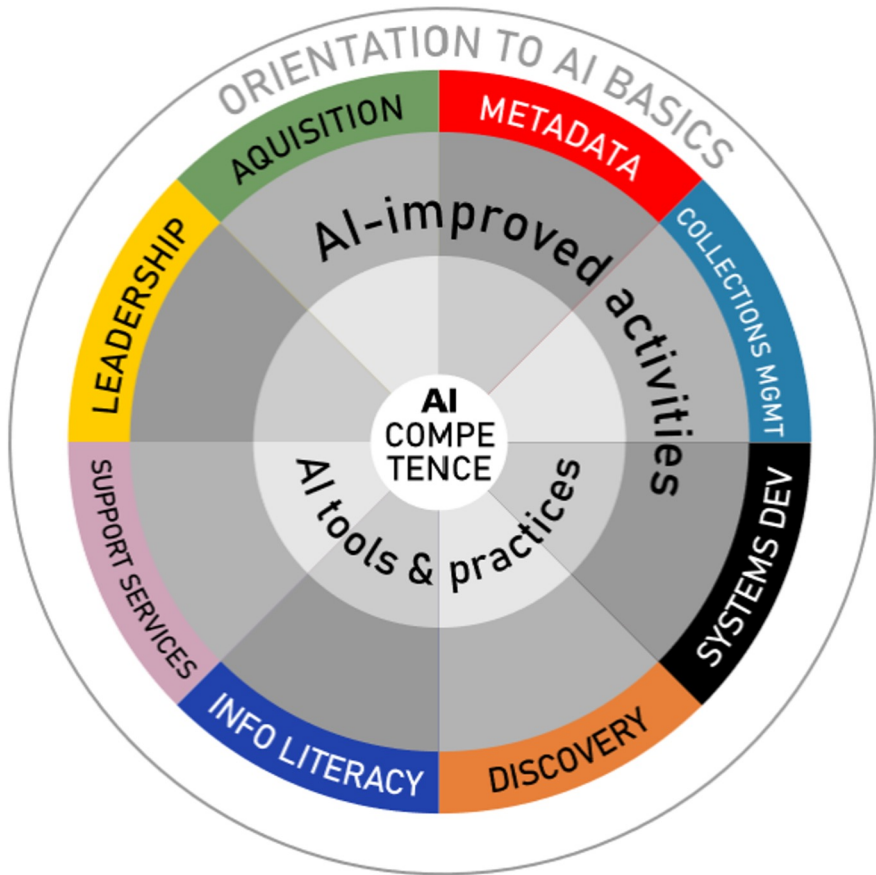 ORIENTATION TO AI BASICS
AQUISITION
METADATA
COLLECTIONS MGMT
SYSTEMS DEV
DISCOVERY
INFO LITERACY
SUPPORT SERVICES
LEADERSHIP
AI-improved activities
AI
COMPE
TENCE
AI tools & practices